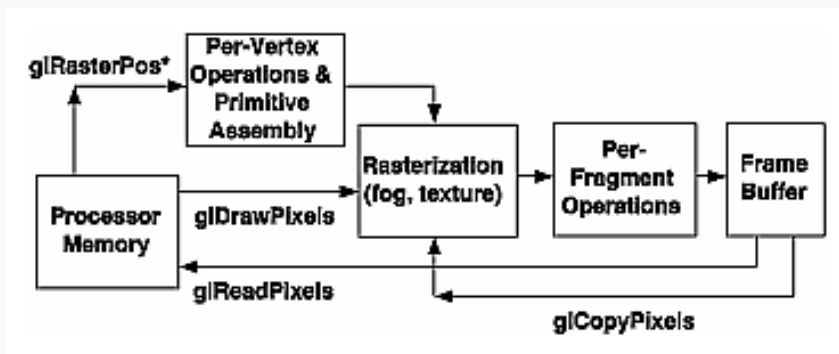 glRasterPos*
Per-Vertex
Operations &
Primitive
Assembly
Rasterization
(fog, texture)
Per-
Fragment
Operations
Frame
Buffer
Processor
Memory
glDrawPixels
glReadPixels
glCopyPixels